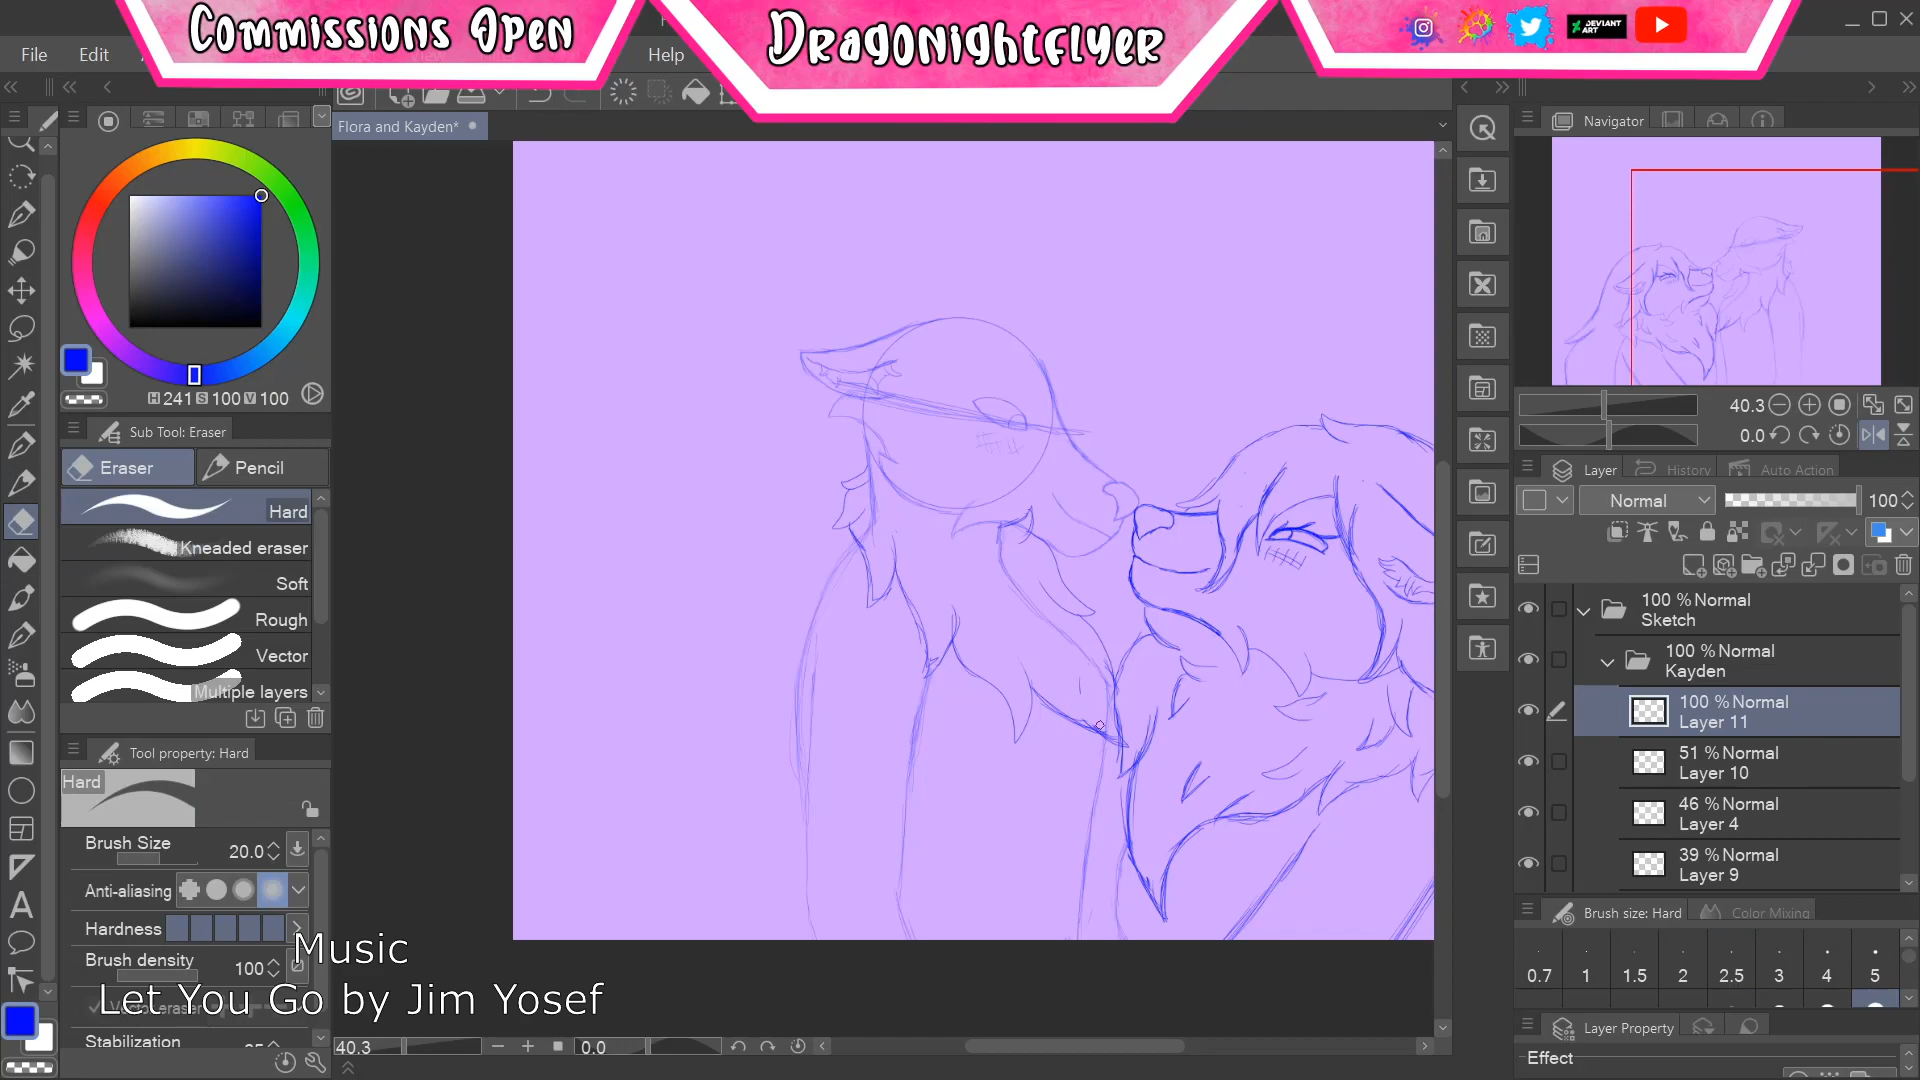 Commissions Open
Dragonightflyer
DEVIANT ART
File
Edit
Help
Flora and Kayden*
Navigator
40.3
0.0
H 241 S 100 V 100
Sub Tool: Eraser
Eraser
Pencil
Hard
Kneaded eraser
Soft
Rough
Vector
Multiple layers
Tool property: Hard
Hard
Brush Size
20.0
Anti-aliasing
Hardness
Brush density
100
Stabilization
Music
Let You Go by Jim Yosef
40.3
0.0
Layer
History
Auto Action
Normal
100
100 % Normal
Sketch
100 % Normal
Kayden
100 % Normal
Layer 11
51 % Normal
Layer 10
46 % Normal
Layer 4
39 % Normal
Layer 9
Brush size: Hard
Color Mixing
0.7 1 1.5 2 2.5 3 4 5
Layer Property
Effect